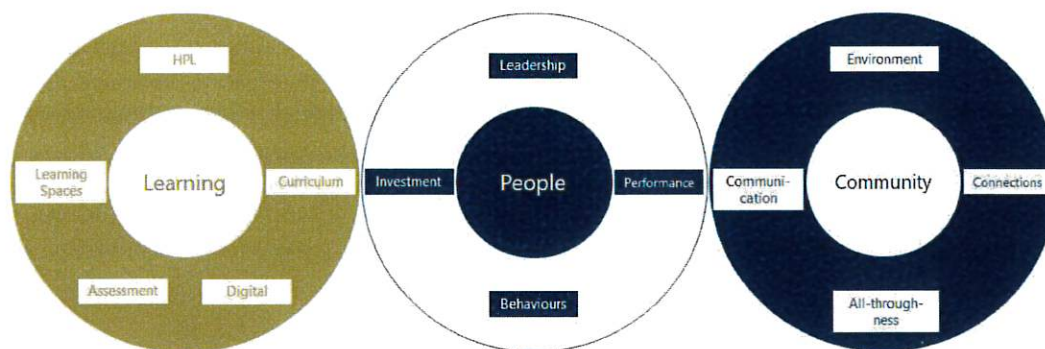 HPL
Learning
Spaces
Learning
Curriculum
Assessment
Digital
Leadership
Investment
People
Performance
Behaviours
Environment
Communi-
cation
Community
Connections
All-through-
ness